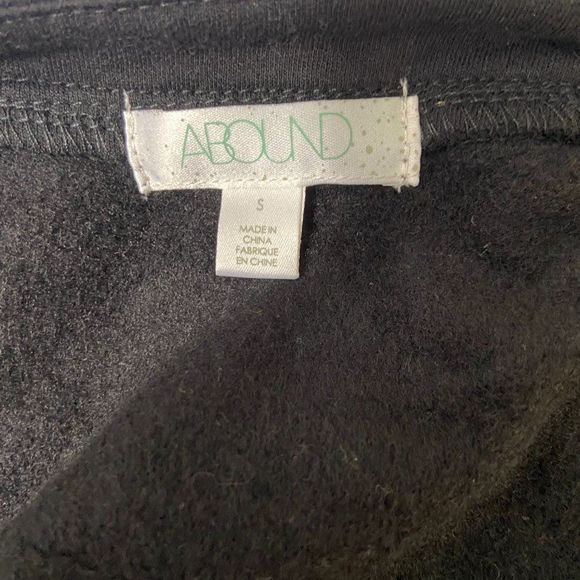 ABOUND
S
MADE IN
CHINA
FABRIQUE
EN CHINE